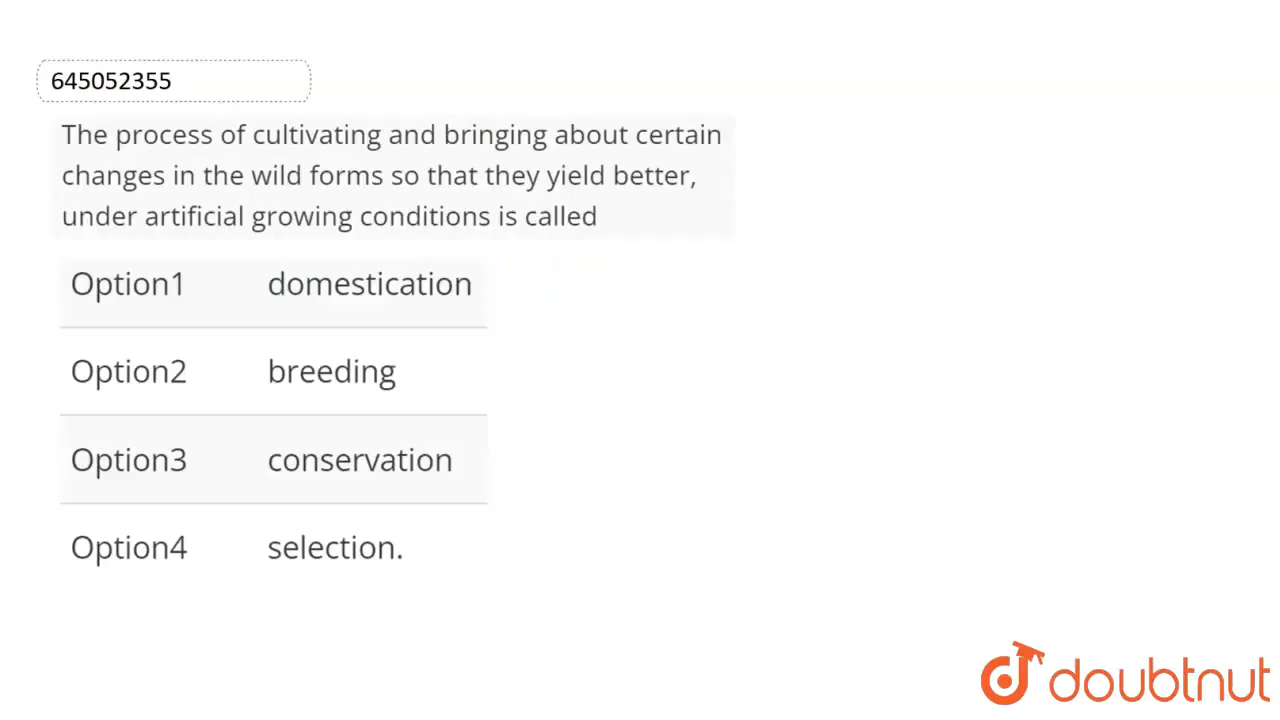 645052355
The process of cultivating and bringing about certain
changes in the wild forms so that they yield better,
under artificial growing conditions is called
Option1 domestication
Option2 breeding
Option3 conservation
Option4 selection.
doubtnut